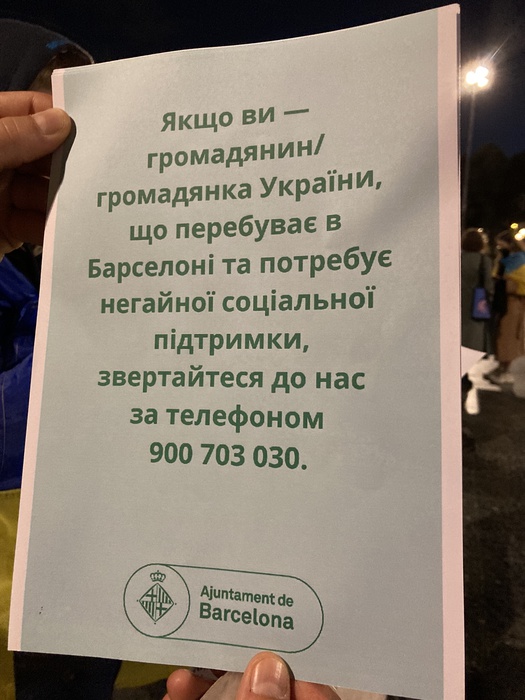 Якщо ви —
громадянин/
громадянка України,
що перебуває в
Барселоні та потребує
негайної соціальної
підтримки,
звертайтеся до нас
за телефоном
900 703 030.
Ajuntament de
Barcelona